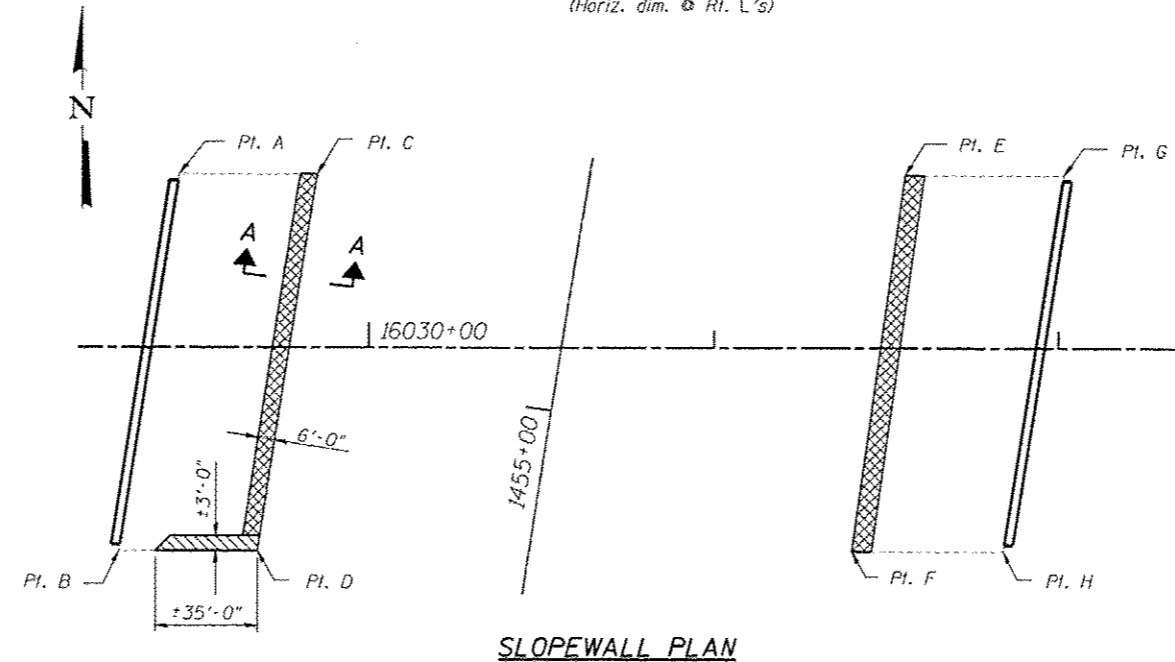 (Horiz. dim. @ Rt. L's)
N
Pt. A
Pt. C
Pt. E
Pt. G
A
A
16030+00
1455+00
6'-0"
±3'-0"
±35'-0"
Pt. B
Pt. D
Pt. F
Pt. H
SLOPEWALL PLAN